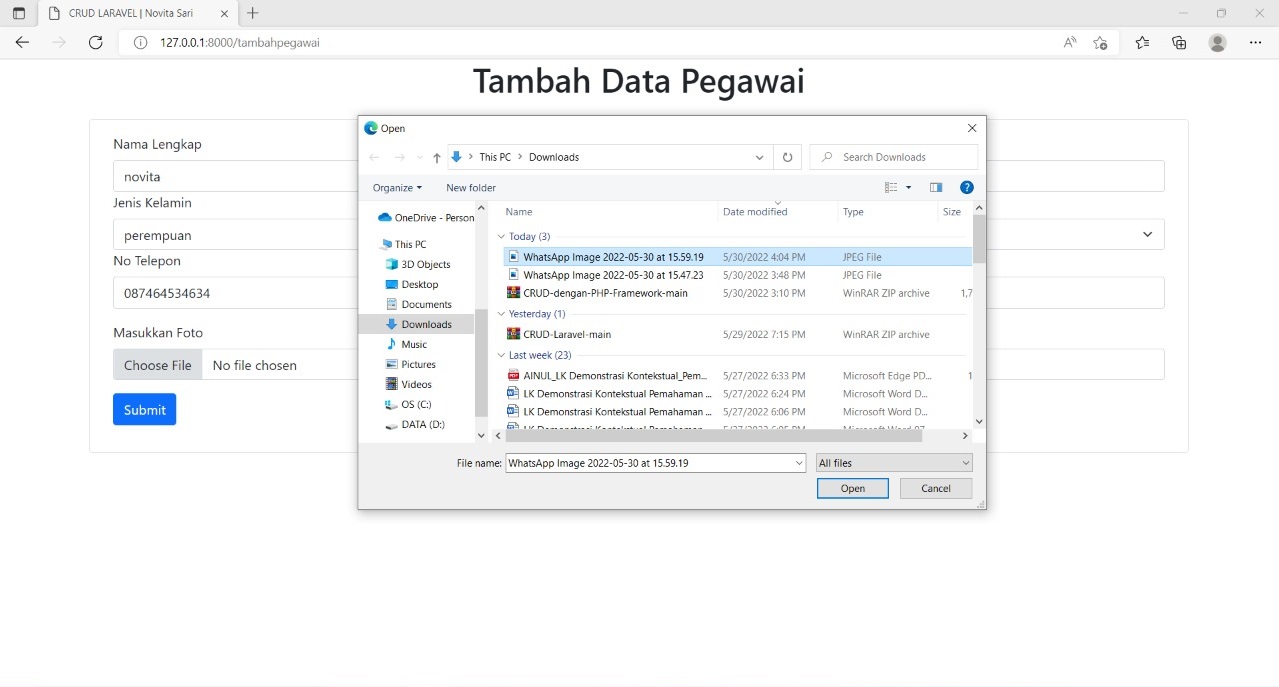 CRUD LARAVEL | Novita Sari
127.0.0.1:8000/tambahpegawai
Tambah Data Pegawai
Nama Lengkap
novita
Jenis Kelamin
perempuan
No Telepon
087464534634
Masukkan Foto
Choose File No file chosen
Submit
Open
This PC > Downloads
Search Downloads
Organize
New folder
OneDrive - Person
This PC
3D Objects
Desktop
Documents
Downloads
Music
Pictures
Videos
OS (C:)
DATA (D:)
Name Date modified Type Size
Today (3)
WhatsApp Image 2022-05-30 at 15.59.19 5/30/2022 4:04 PM JPEG File
WhatsApp Image 2022-05-30 at 15.47.23 5/30/2022 3:48 PM JPEG File
CRUD-dengan-PHP-Framework-main 5/30/2022 3:10 PM WinRAR ZIP archive 1,7
Yesterday (1)
CRUD-Laravel-main 5/29/2022 7:15 PM WinRAR ZIP archive
Last week (23)
AINUL_LK Demonstrasi Kontekstual_Pem... 5/27/2022 6:33 PM Microsoft Edge PD... 1
LK Demonstrasi Kontekstual Pemahaman ... 5/27/2022 6:24 PM Microsoft Word D...
LK Demonstrasi Kontekstual Pemahaman ... 5/27/2022 6:06 PM Microsoft Word D...
File name: WhatsApp Image 2022-05-30 at 15.59.19
All files
Open
Cancel